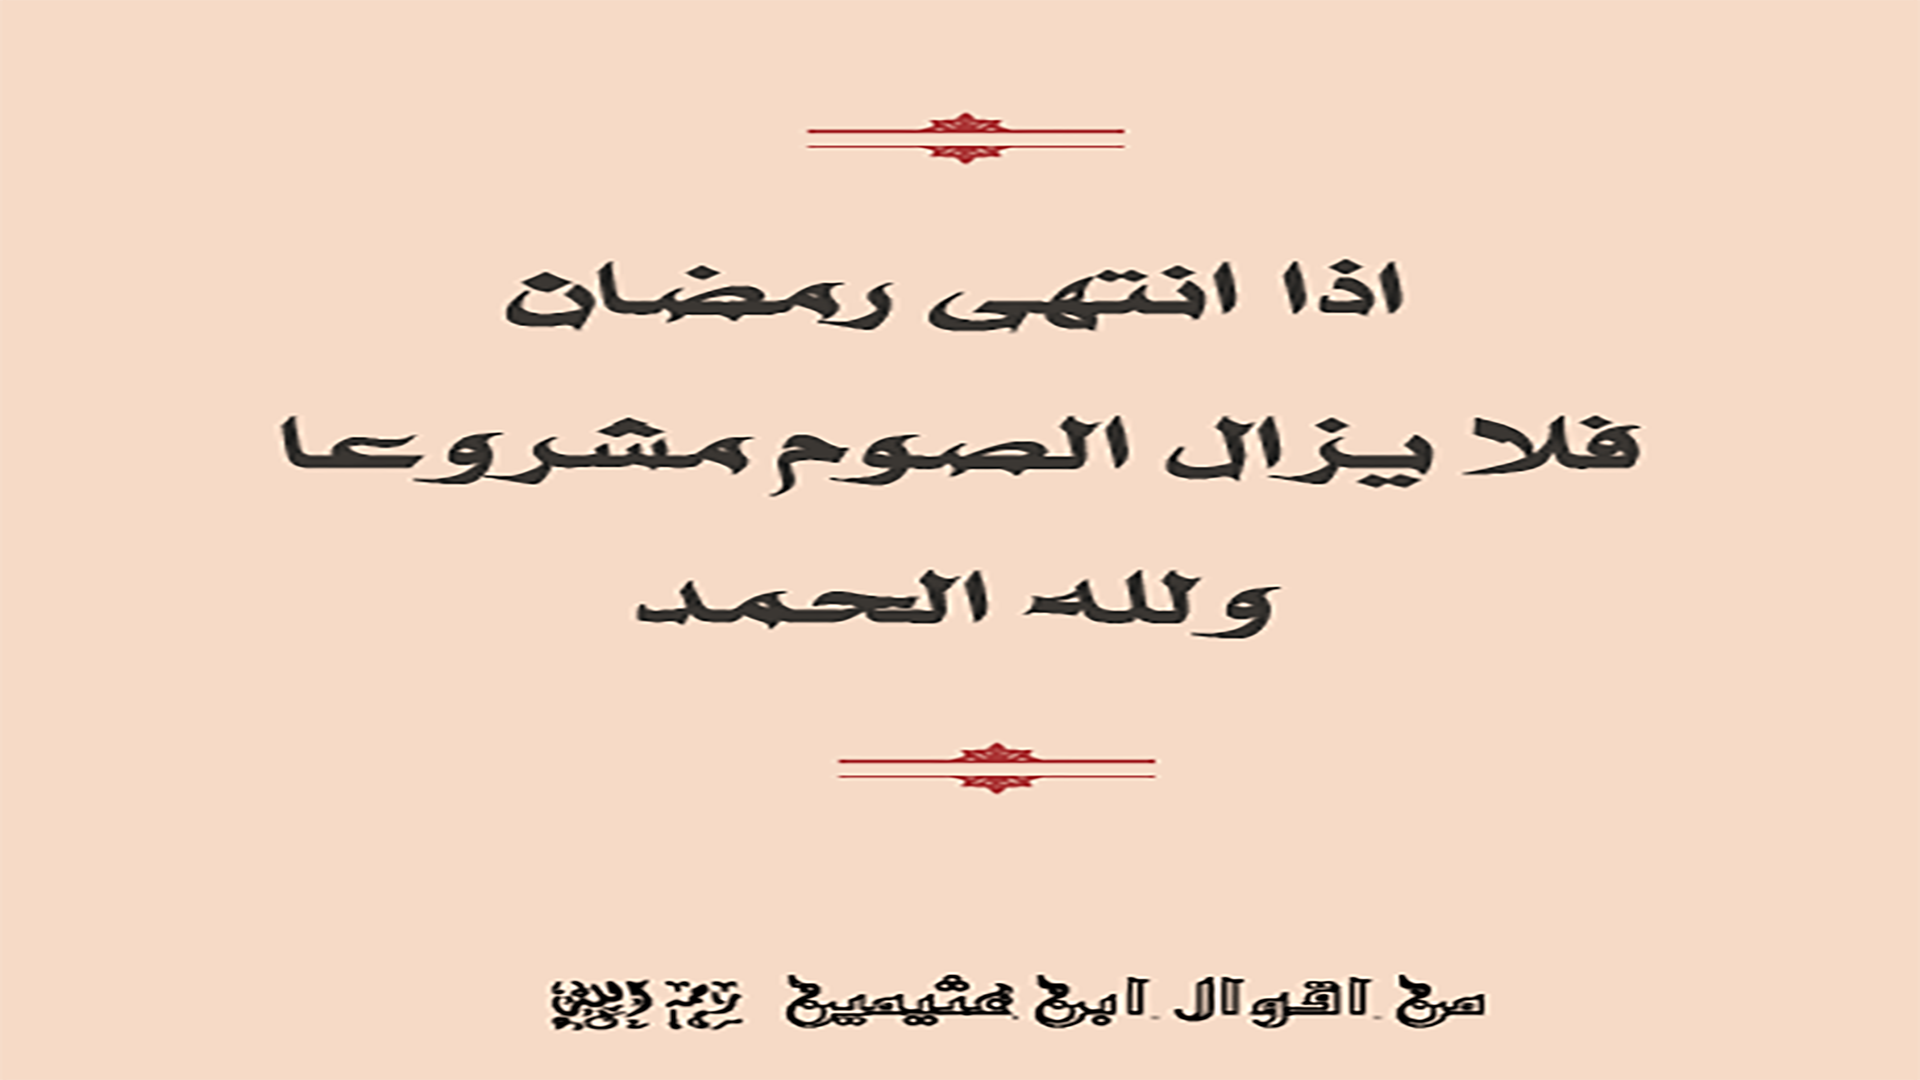 اذا انتهى رمضان
فلا يزال الصوم مشروعا
ولله الحمد
من اقوال ابن عثيمين رحمه الله